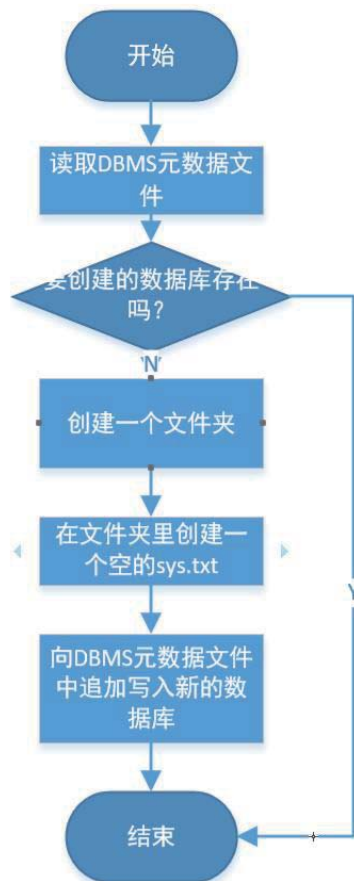 开始
读取DBMS元数据文
件
要创建的数据库存在
吗？
N
创建一个文件夹
在文件夹里创建一
个空的sys.txt
Y
向DBMS元数据文件
中追加写入新的数
据库
结束